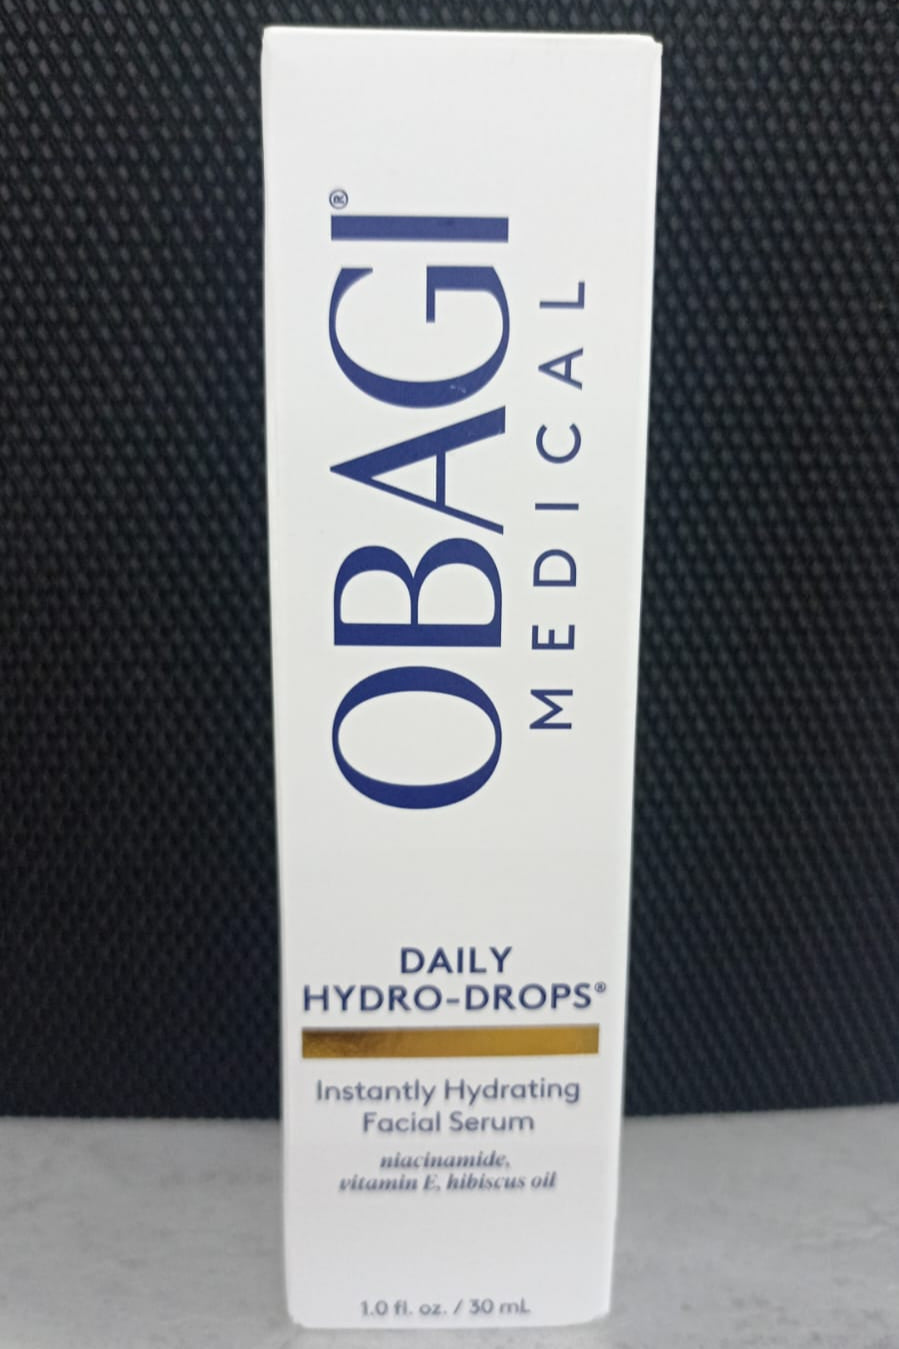 OBAGI®
MEDICAL
DAILY
HYDRO-DROPS®
Instantly Hydrating
Facial Serum
niacinamide,
vitamin E, hibiscus oil
1.0 fl. oz. / 30 mL